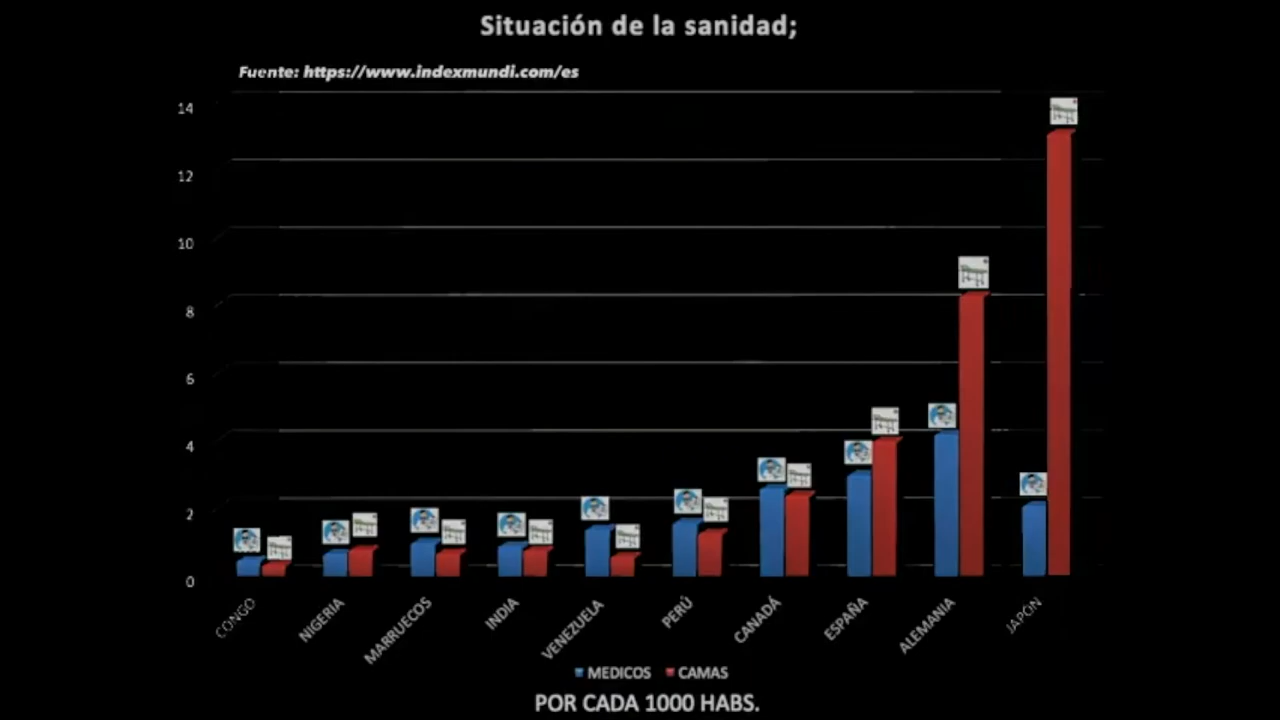 Situación de la sanidad;
Fuente: https://www.indexmundi.com/es
14
12
10
8
6
4
2
0
CONGO
NIGERIA
MARRUECOS
INDIA
VENEZUELA
PERÚ
CANADÁ
ESPAÑA
ALEMANIA
JAPÓN
MEDICOS CAMAS
POR CADA 1000 HABS.